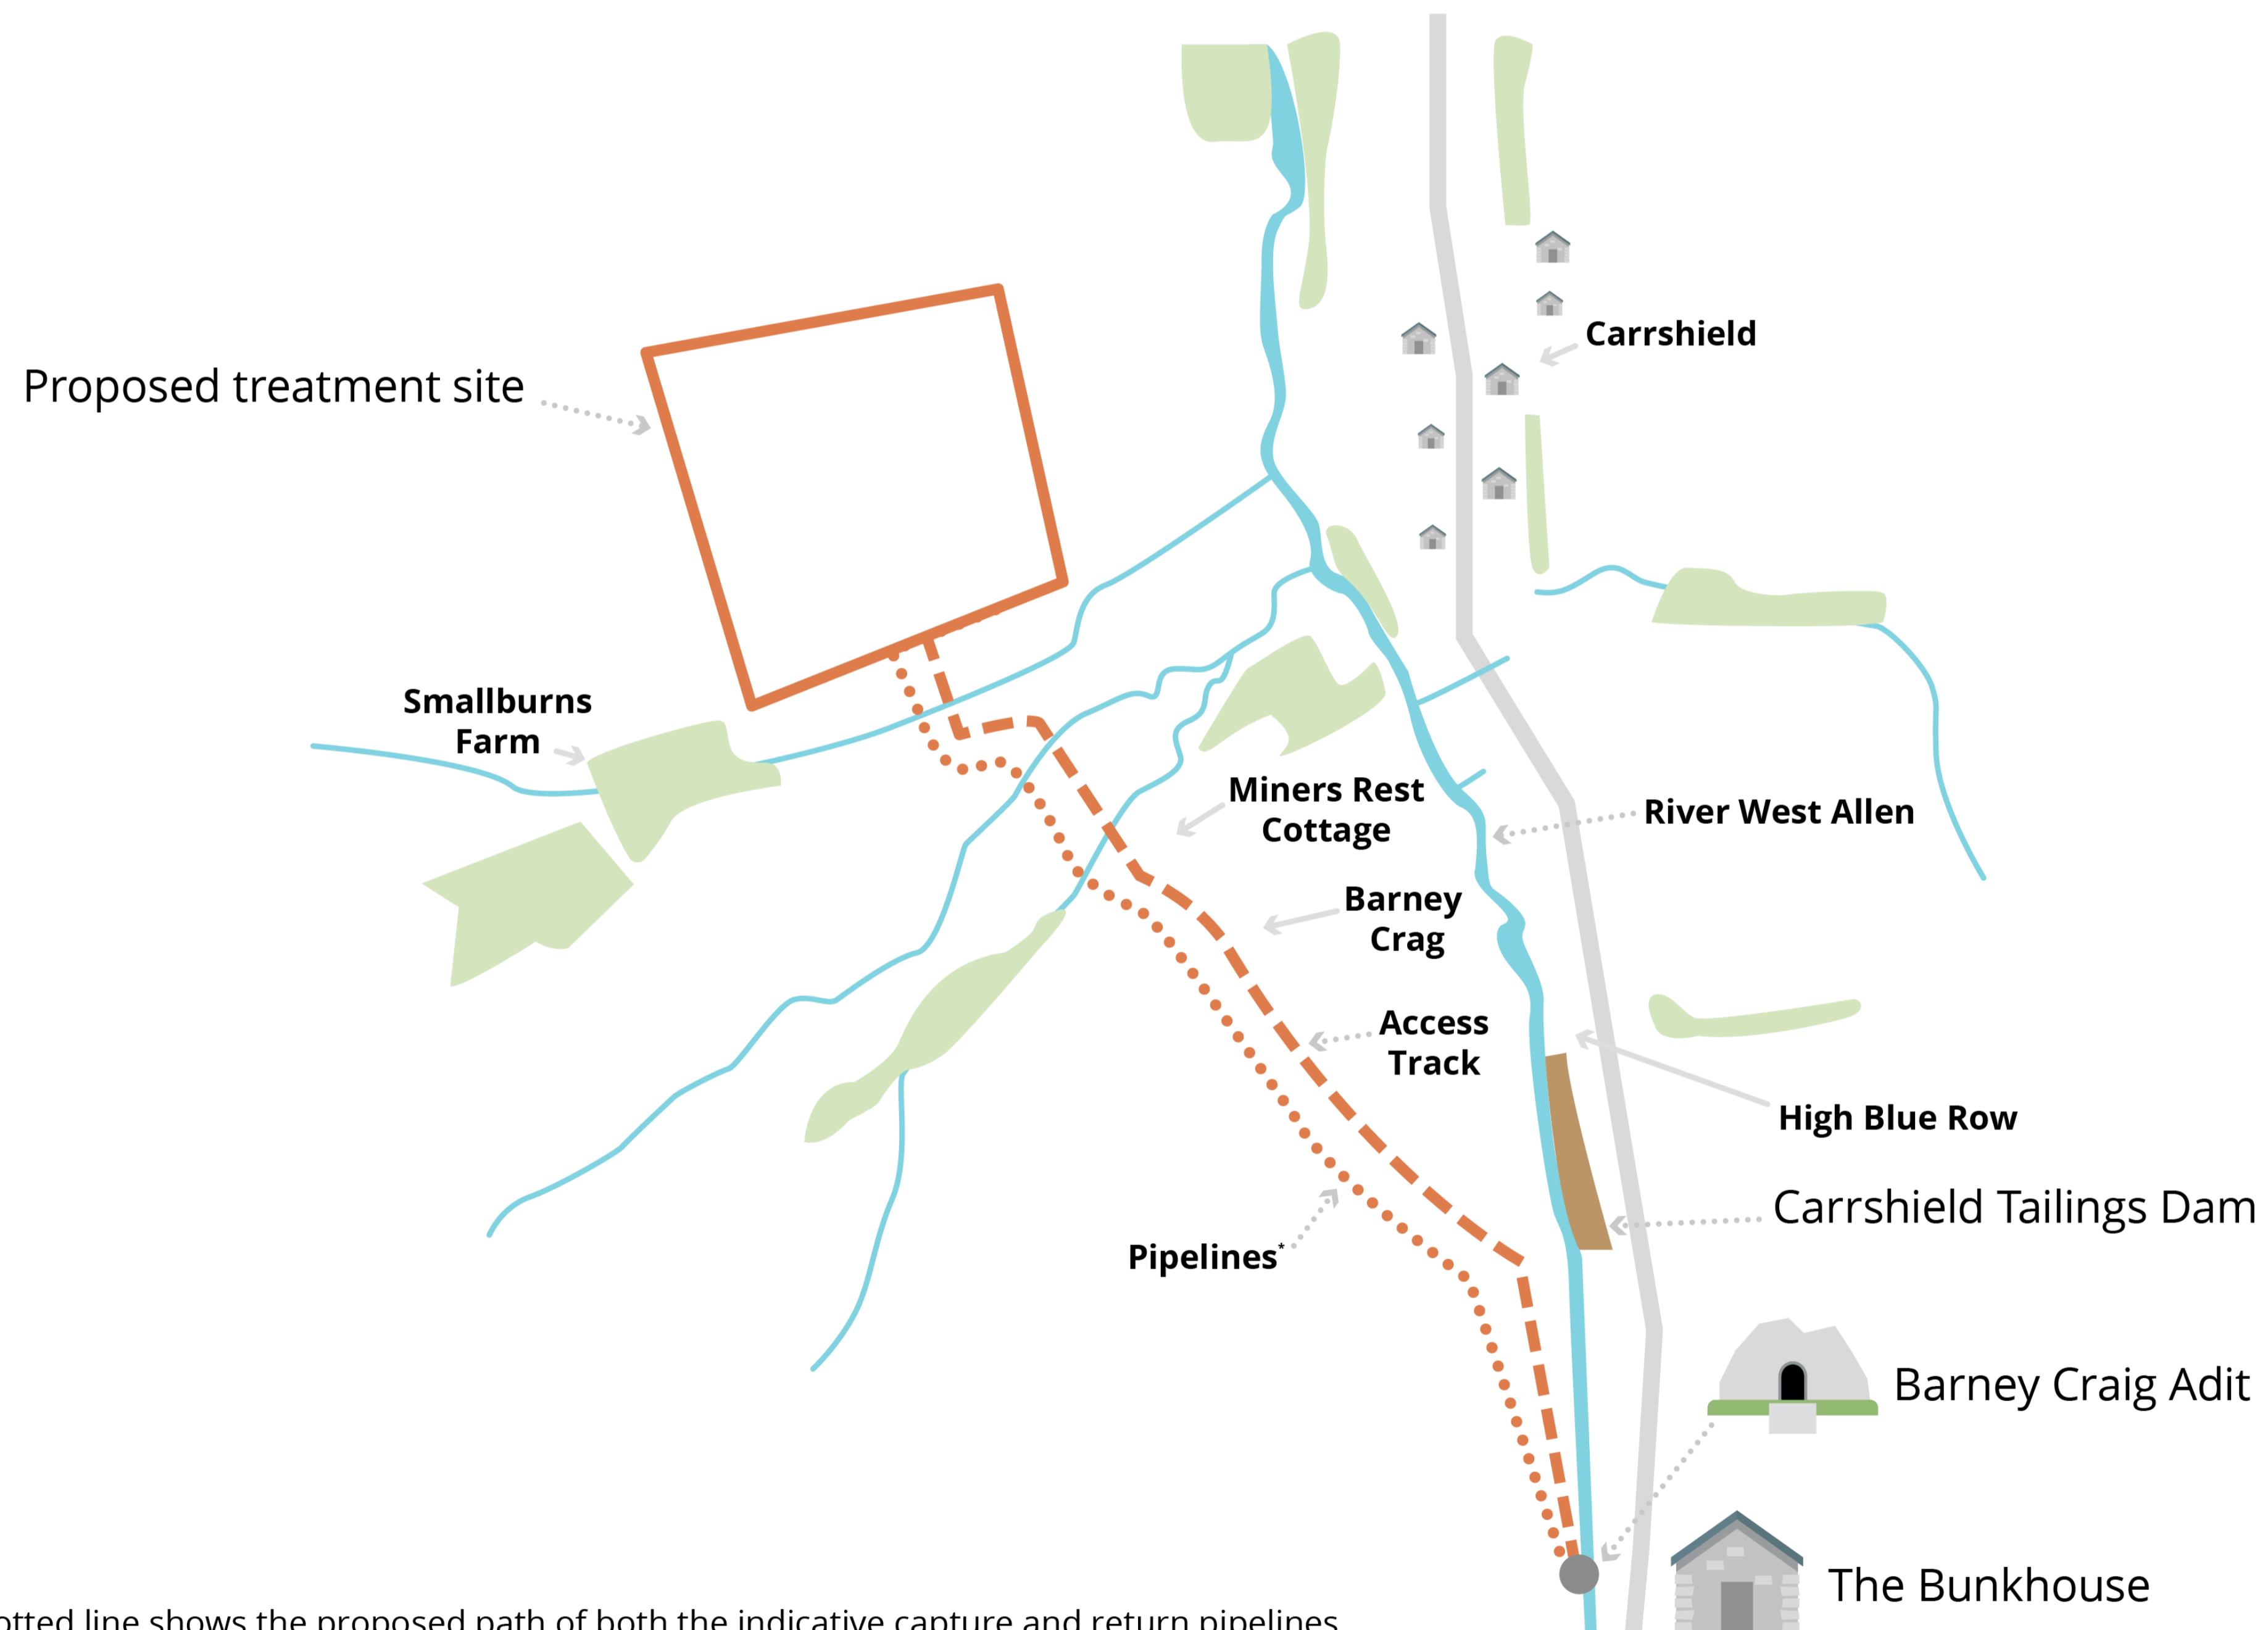 Carrshield
Proposed treatment site
Smallburns
Farm
Miners Rest
Cottage
River West Allen
Barney
Crag
Access
Track
High Blue Row
Carrshield Tailings Dam
Pipelines*
Barney Craig Adit
The Bunkhouse
line shows the proposed path of both the indicative capture and return pipelines